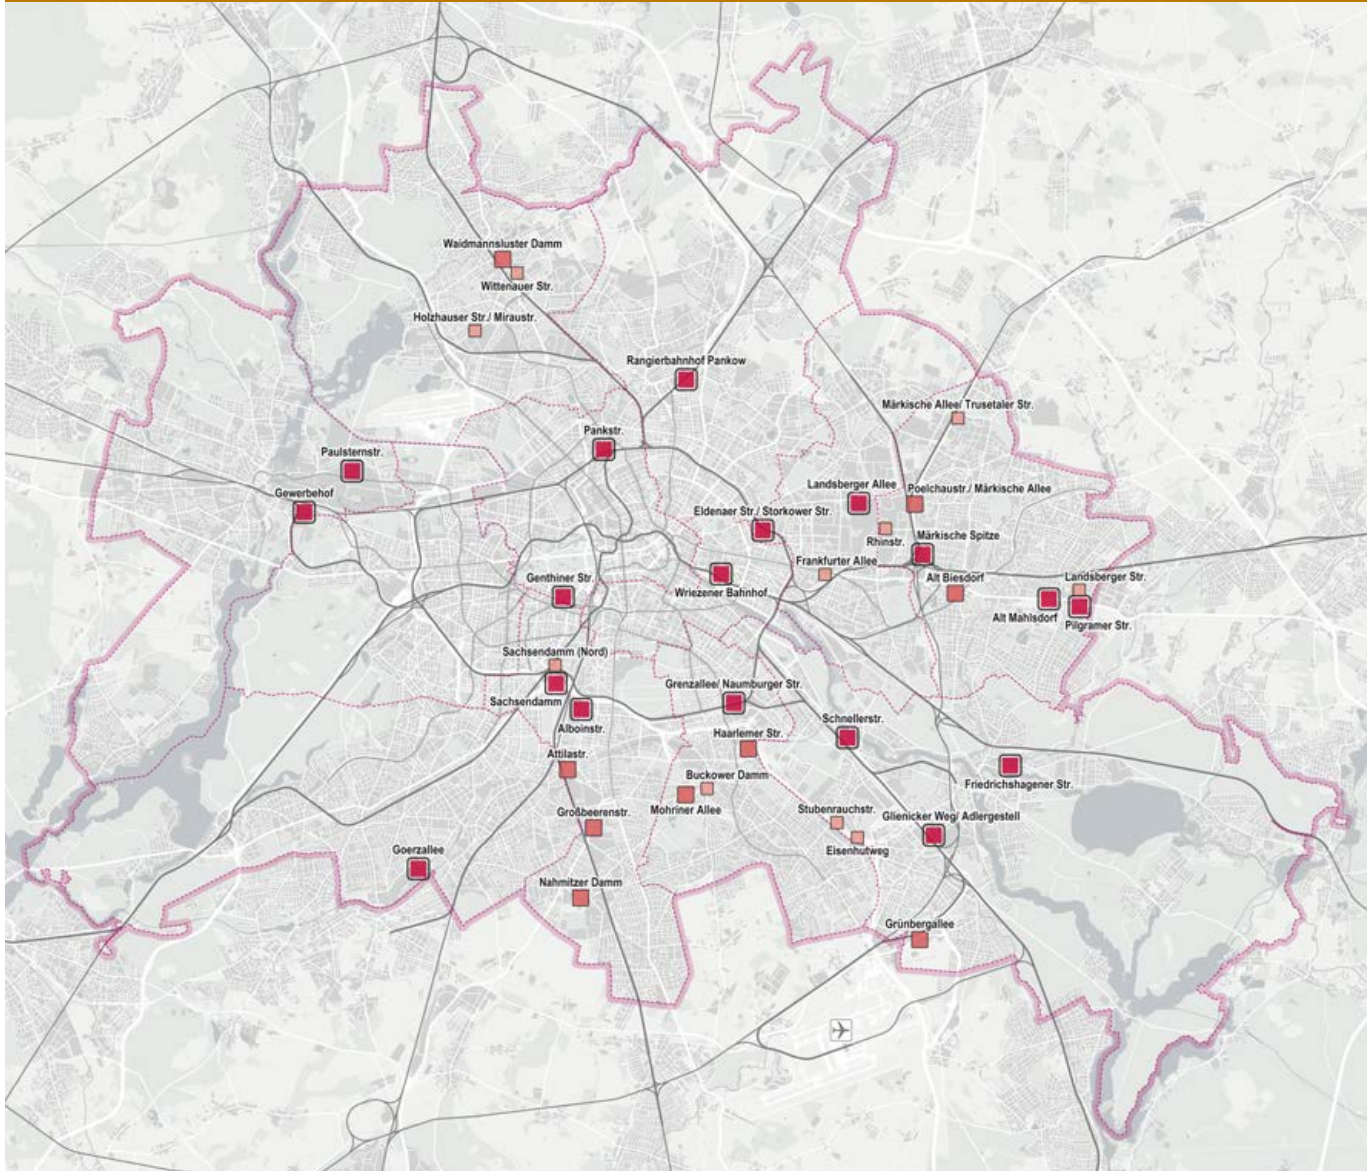 Waidmannsluster Damm
Wittenauer Str.
Holzhauser Str./ Miraustr.
Rangierbahnhof Pankow
Märkische Allee/ Trusetaler Str.
Pankstr.
Paulsternstr.
Landsberger Allee
Poelchaustr./ Märkische Allee
Gewerbehof
Eldenaer Str./ Storkower Str.
Rhinstr.
Märkische Spitze
Frankfurter Allee
Genthiner Str.
Alt Biesdorf
Landsberger Str.
Wriezener Bahnhof
Alt Mahlsdorf
Pilgramer Str.
Sachsendamm (Nord)
Grenzallee/ Naumburger Str.
Sachsendamm
Schnellerstr.
Alboinstr.
Haarlemer Str.
Attilastr.
Buckower Damm
Friedrichshagener Str.
Mohriner Allee
Stubenrauchstr.
Großbeerenstr.
Glienicker Weg/ Adlergestell
Eisenhutweg
Goerzallee
Nahmitzer Damm
Grünbergallee